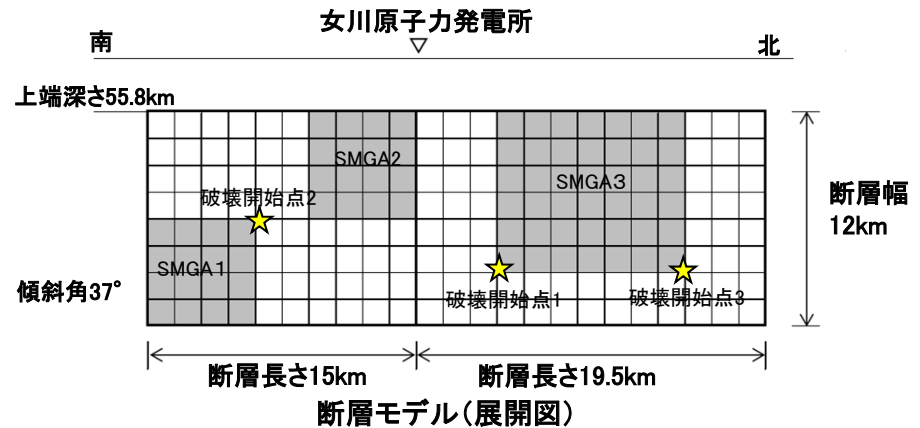 女川原子力発電所
南
北
上端深さ55.8km
SMGA2
SMGA3
破壊開始点2
断層幅
12km
SMGA1
傾斜角37°
破壊開始点1
破壊開始点3
断層長さ15km
断層長さ19.5km
断層モデル(展開図)